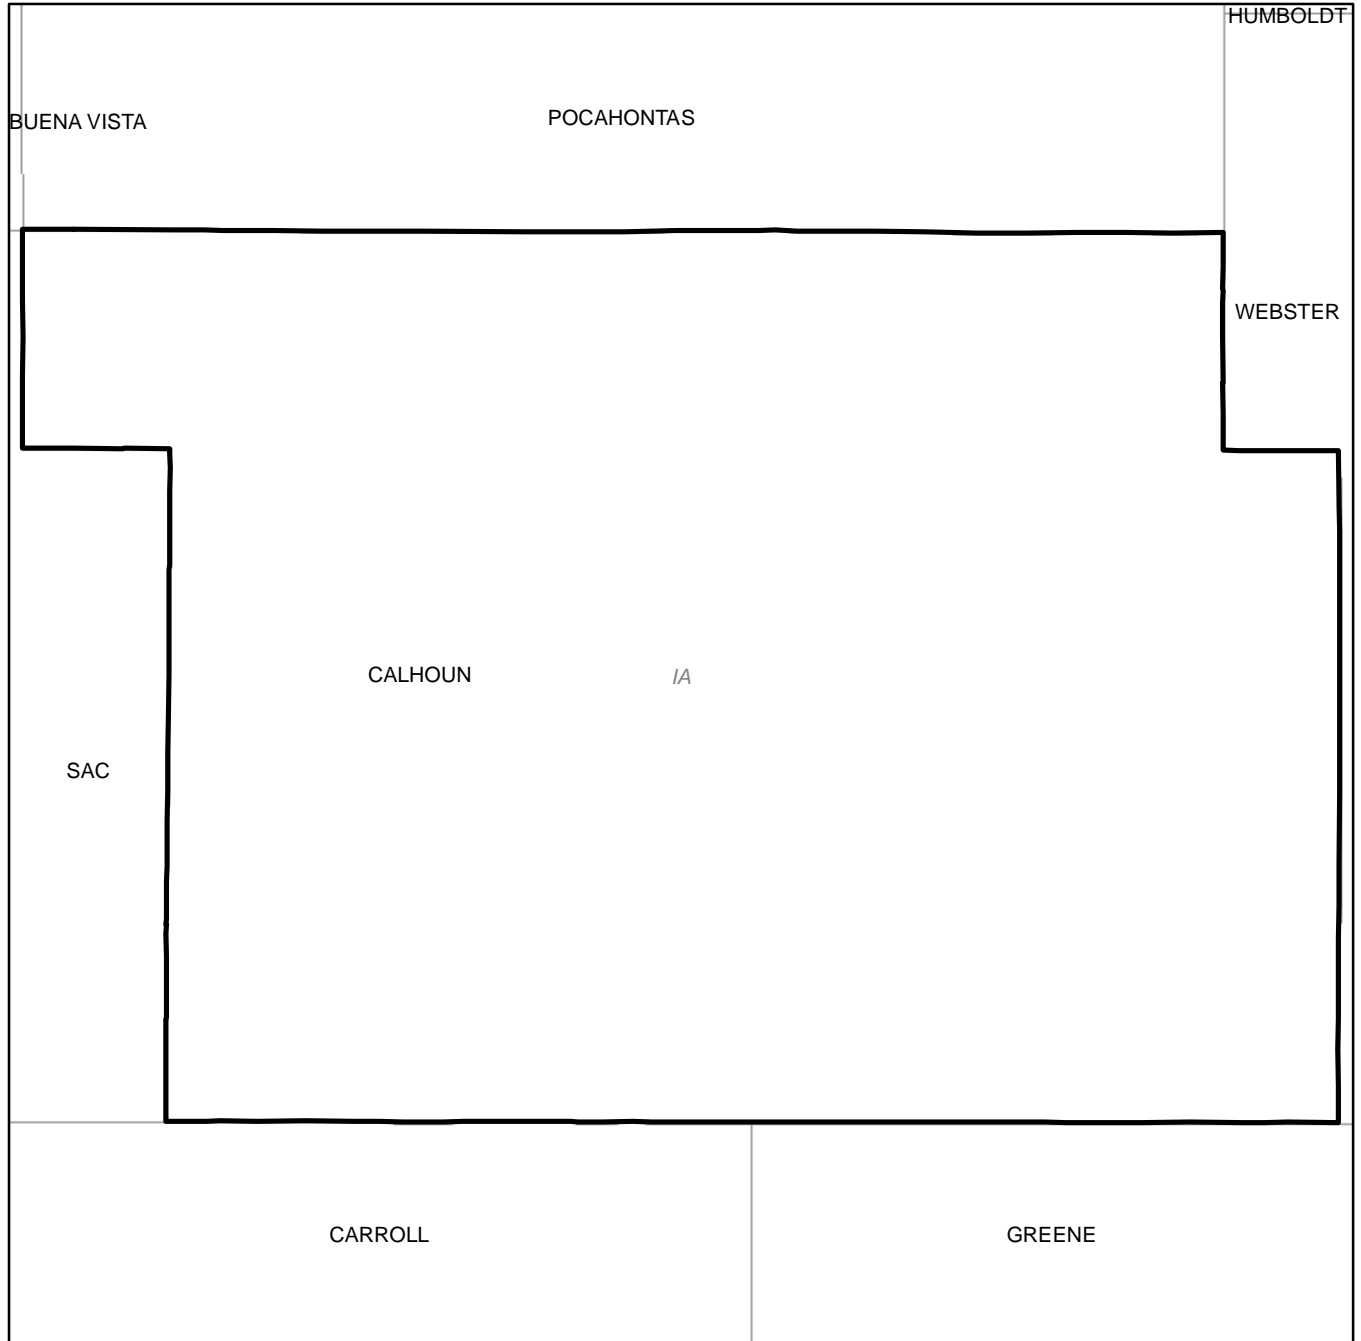 HUMBOLDT
BUENA VISTA
POCAHONTAS
WEBSTER
CALHOUN
IA
SAC
CARROLL
GREENE